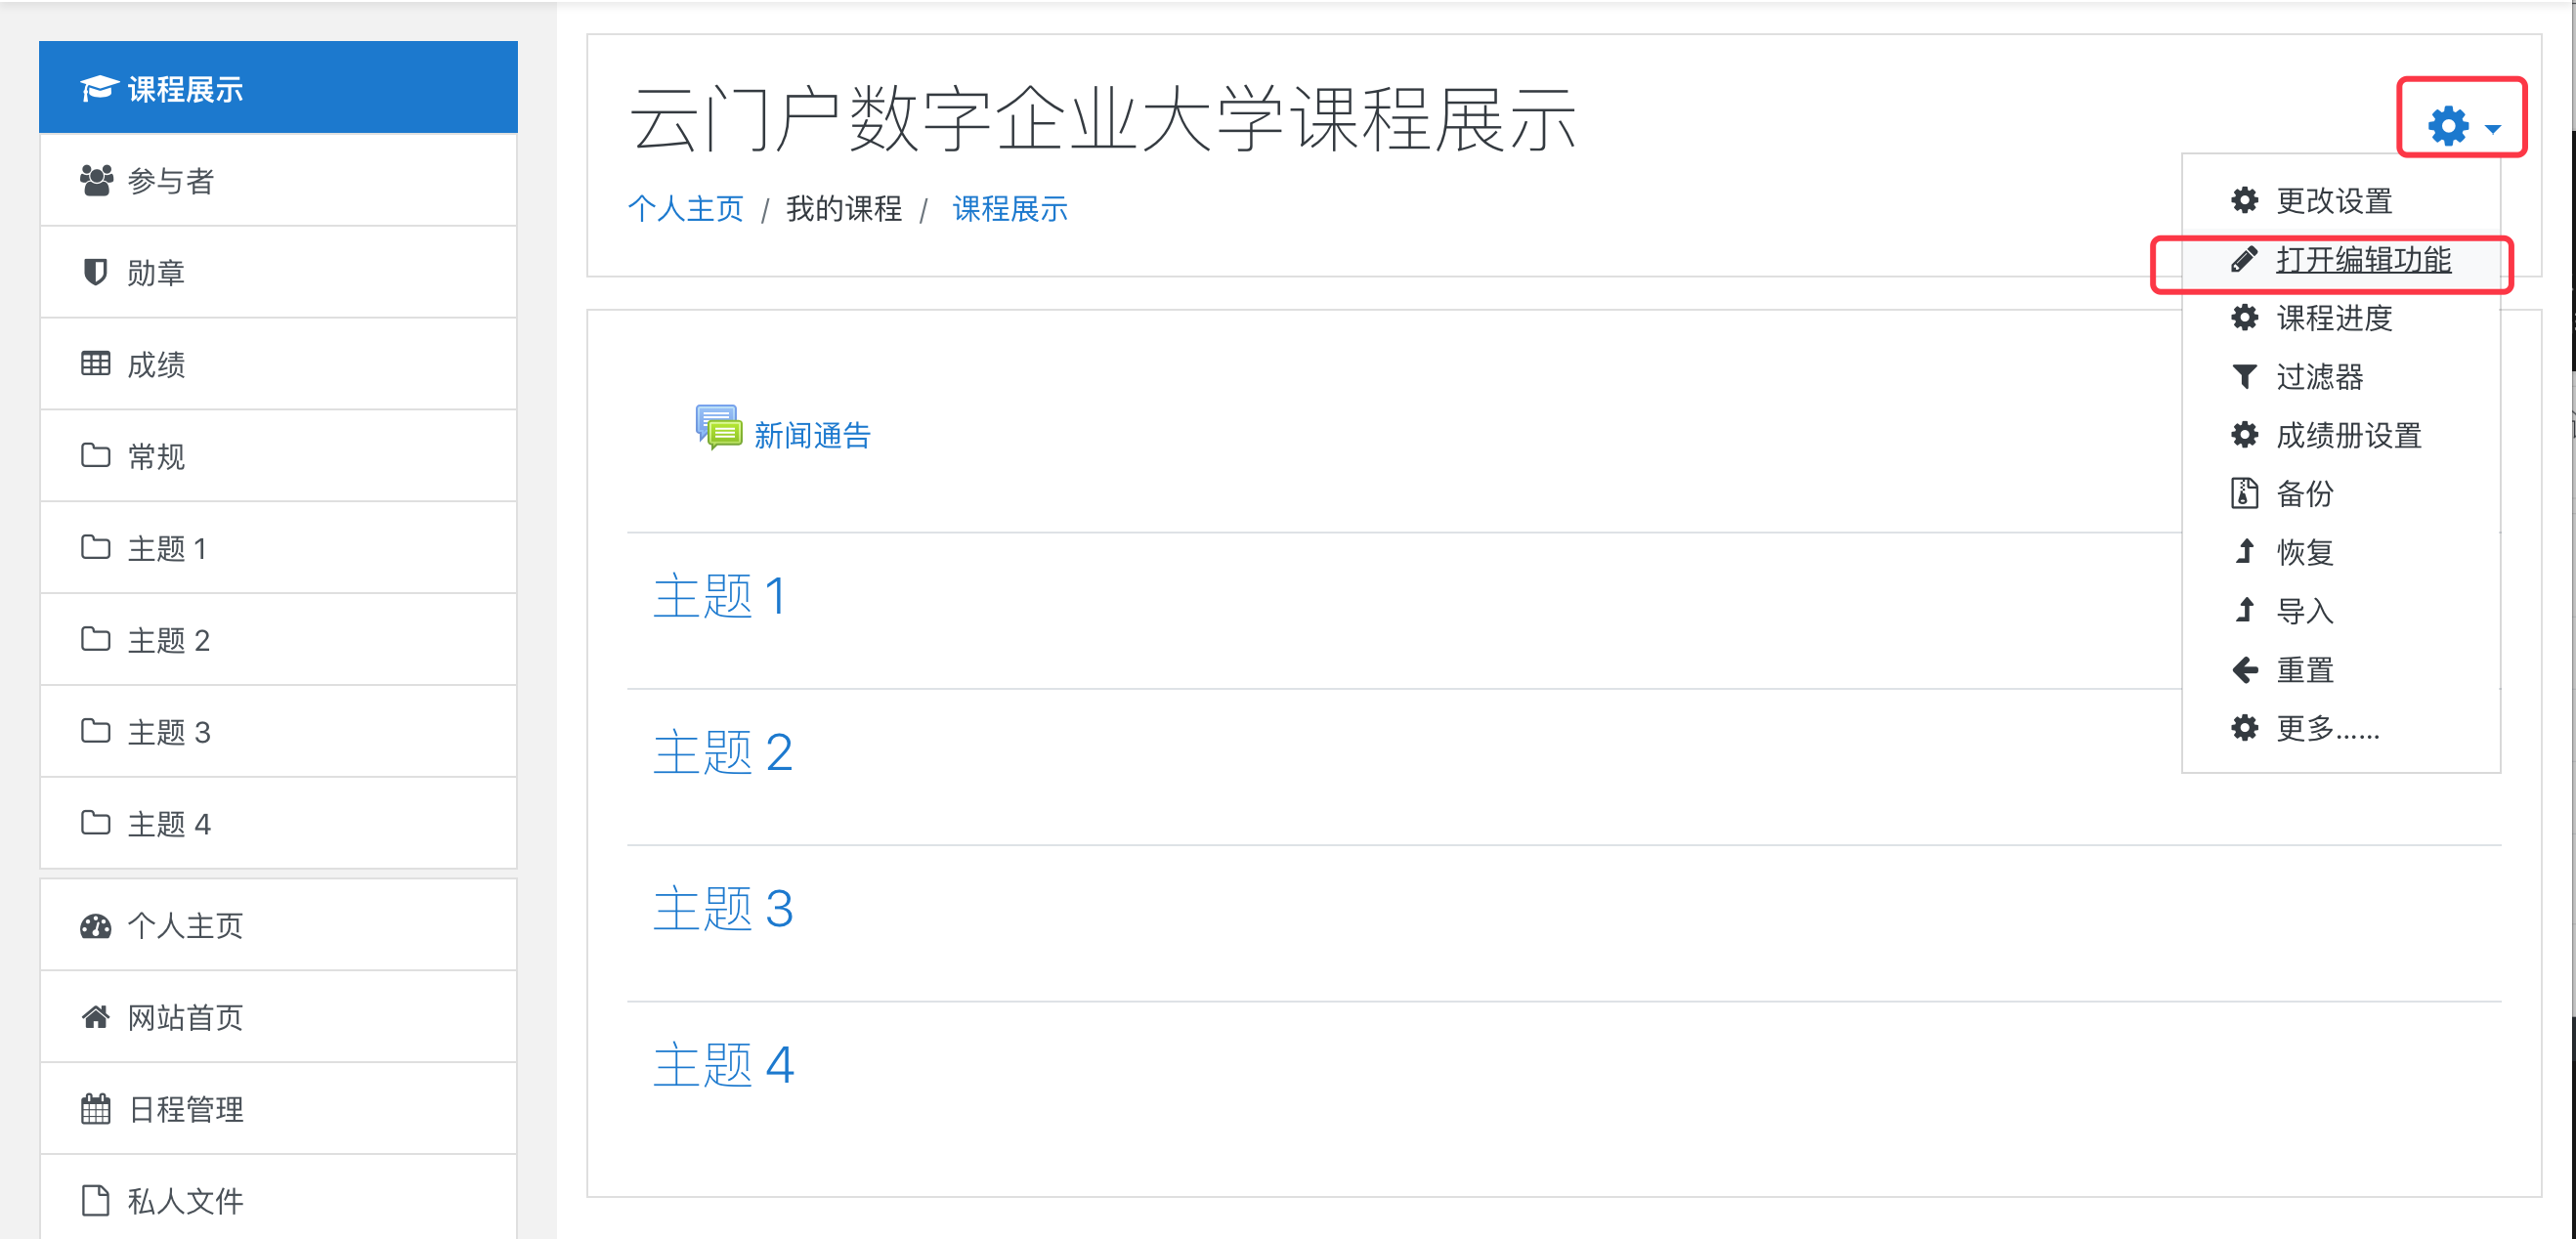 课程展示
参与者
勋章
成绩
常规
主题 1
主题 2
主题 3
主题 4
个人主页
网站首页
日程管理
私人文件
云门户数字企业大学课程展示
个人主页 / 我的课程 / 课程展示
更改设置
打开编辑功能
课程进度
过滤器
成绩册设置
备份
恢复
导入
重置
更多......
新闻通告
主题 1
主题 2
主题 3
主题 4